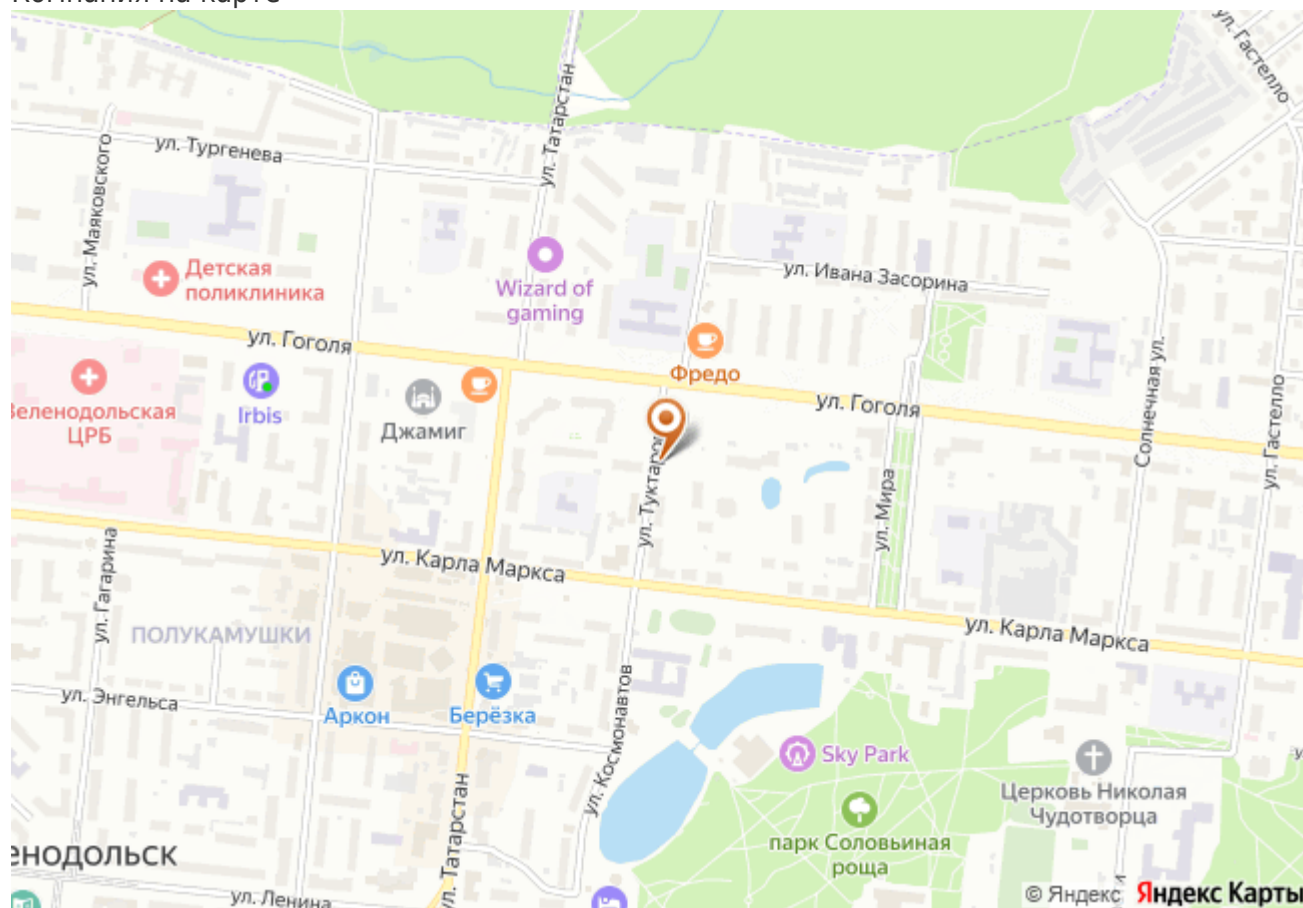 Компания на карте
ул. Гастелло
ул. Татарстан
ул. Тургенева
ул. Маяковского
Детская
поликлиника
Wizard of
gaming
ул. Ивана Засорина
ул. Гоголя
Фредо
Зеленодольская
ЦРБ
Irbis
Джамиг
ул. Гоголя
Солнечная ул.
ул. Гастелло
ул. Мира
ул. Карла Маркса
ул. Гагарина
ПОЛУКАМУШКИ
ул. Карла Маркса
ул. Энгельса
Аркон
Берёзка
ул. Космонавтов
Sky Park
Церковь Николая
Чудотворца
парк Соловьиная
роща
енодольск
ул. Татарстан
ул. Ленина
© Яндекс Яндекс Карты